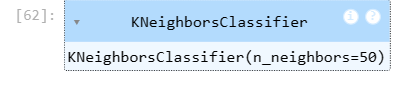 [62]:
KNeighborsClassifier
i ?
KNeighborsClassifier(n_neighbors=50)